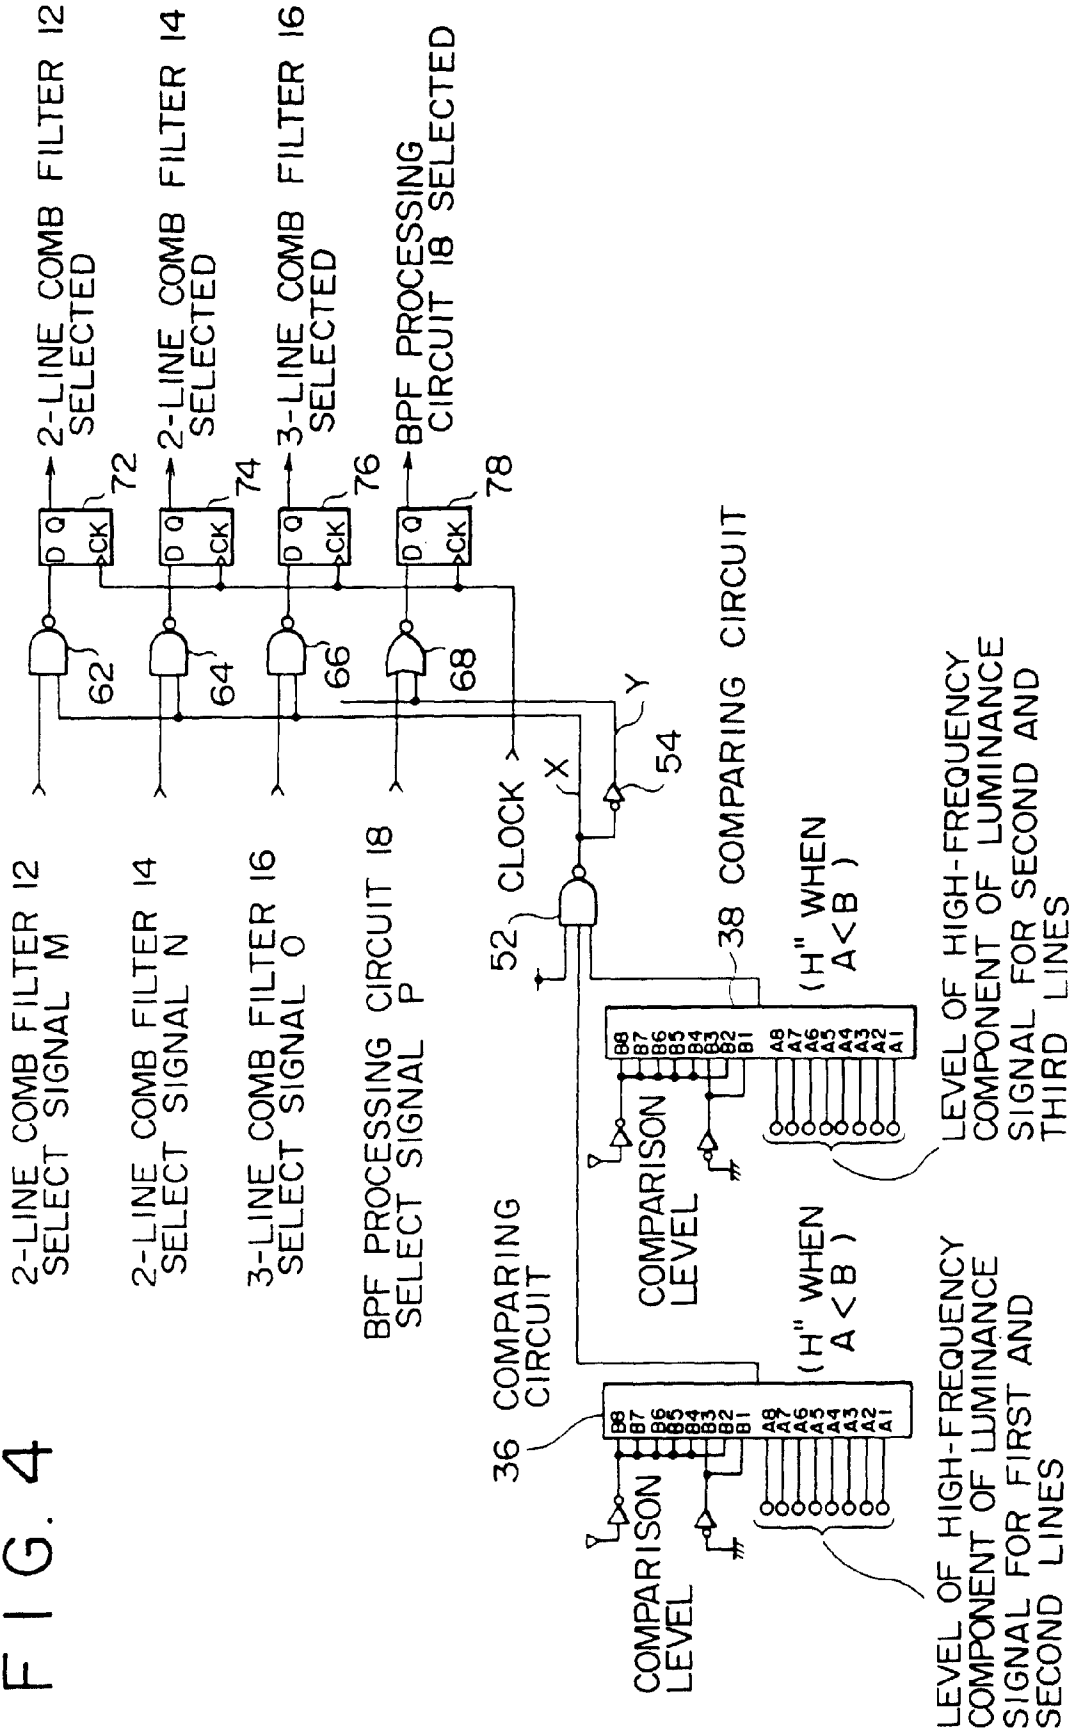 FIG. 4
2-LINE COMB FILTER 12
SELECT SIGNAL M
2-LINE COMB FILTER 14
SELECT SIGNAL N
3-LINE COMB FILTER 16
SELECT SIGNAL O
BPF PROCESSING CIRCUIT 18
SELECT SIGNAL P
CLOCK
62
64
66
68
D Q
CK
72
D Q
CK
74
D Q
CK
76
D Q
CK
78
2-LINE COMB FILTER 12
SELECTED
2-LINE COMB FILTER 14
SELECTED
3-LINE COMB FILTER 16
SELECTED
BPF PROCESSING
CIRCUIT 18 SELECTED
52
X
Y
54
36 COMPARING
CIRCUIT
COMPARISON
LEVEL
B8
B7
B6
B5
B4
B3
B2
B1
A8
A7
A6
A5
A4
A3
A2
A1
(H" WHEN
A<B)
LEVEL OF HIGH-FREQUENCY
COMPONENT OF LUMINANCE
SIGNAL FOR FIRST AND
SECOND LINES
38 COMPARING CIRCUIT
COMPARISON
LEVEL
B8
B7
B6
B5
B4
B3
B2
B1
A8
A7
A6
A5
A4
A3
A2
A1
(H" WHEN
A<B)
LEVEL OF HIGH-FREQUENCY
COMPONENT OF LUMINANCE
SIGNAL FOR SECOND AND
THIRD LINES